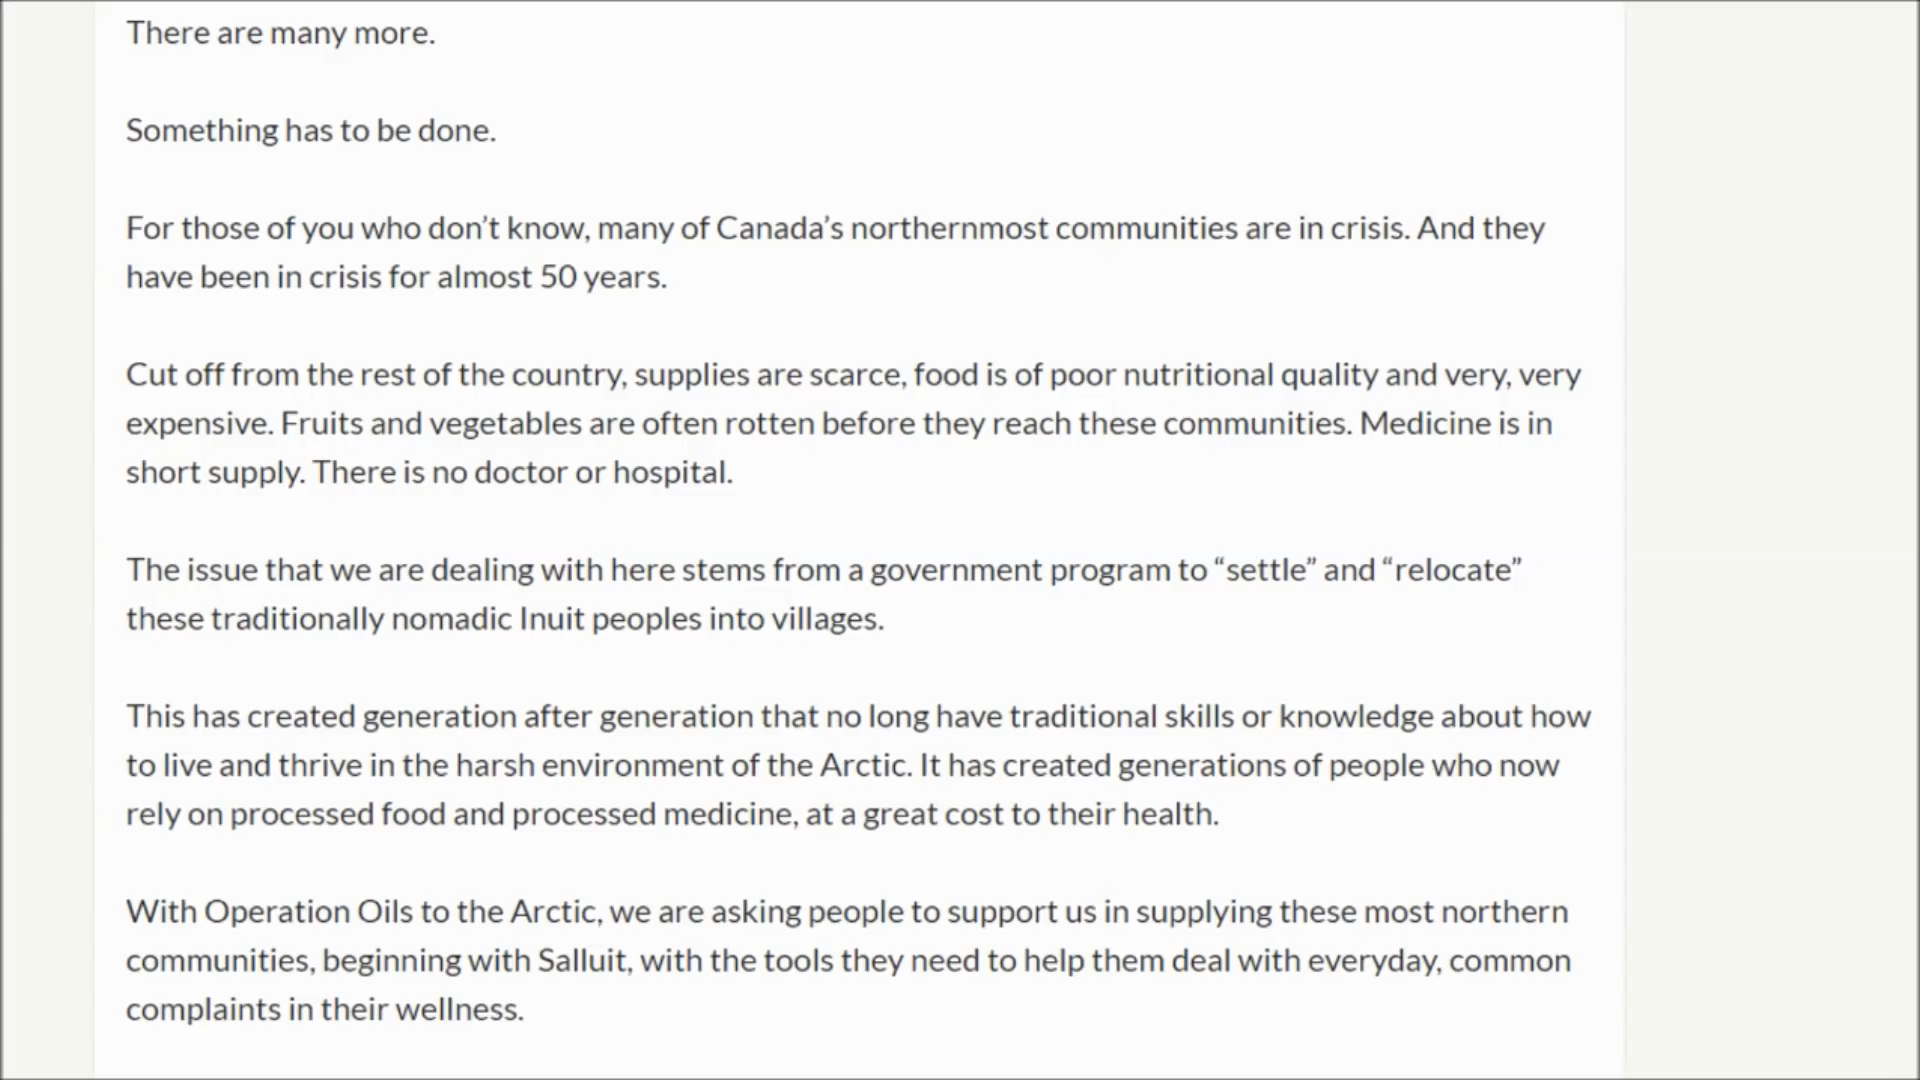 There are many more.
Something has to be done.
For those of you who don’t know, many of Canada’s northernmost communities are in crisis. And they
have been in crisis for almost 50 years.
Cut off from the rest of the country, supplies are scarce, food is of poor nutritional quality and very, very
expensive. Fruits and vegetables are often rotten before they reach these communities. Medicine is in
short supply. There is no doctor or hospital.
The issue that we are dealing with here stems from a government program to “settle” and “relocate”
these traditionally nomadic Inuit peoples into villages.
This has created generation after generation that no long have traditional skills or knowledge about how
to live and thrive in the harsh environment of the Arctic. It has created generations of people who now
rely on processed food and processed medicine, at a great cost to their health.
With Operation Oils to the Arctic, we are asking people to support us in supplying these most northern
communities, beginning with Salluit, with the tools they need to help them deal with everyday, common
complaints in their wellness.